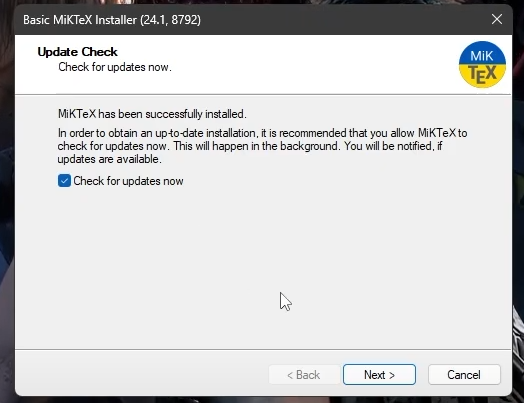 Basic MiKTeX Installer (24.1, 8792)
Update Check
Check for updates now.
MiK
TEX
MiKTeX has been successfully installed.
In order to obtain an up-to-date installation, it is recommended that you allow MiKTeX to
check for updates now. This will happen in the background. You will be notified, if
updates are available.
Check for updates now
< Back
Next >
Cancel